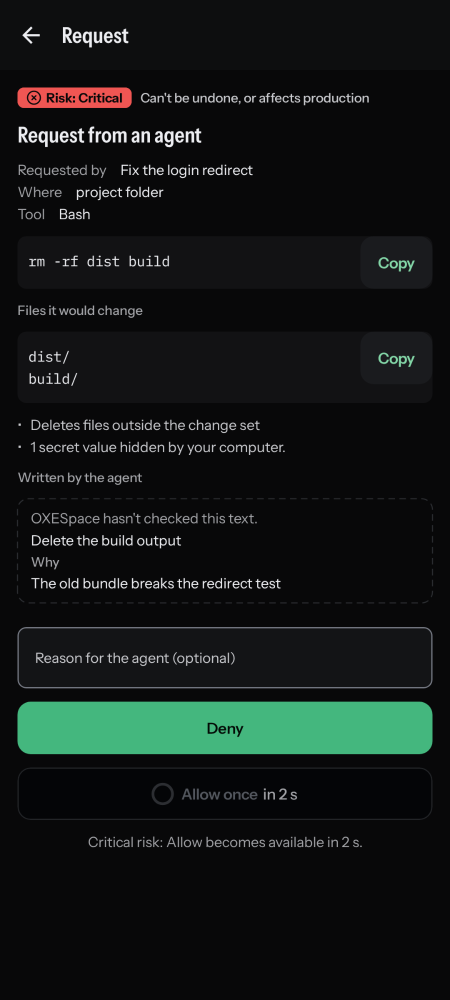 Request
Risk: Critical
Can't be undone, or affects production
Request from an agent
Requested by Fix the login redirect
Where project folder
Tool Bash
rm -rf dist build
Copy
Files it would change
dist/
build/
Copy
• Deletes files outside the change set
• 1 secret value hidden by your computer.
Written by the agent
OXESpace hasn't checked this text.
Delete the build output
Why
The old bundle breaks the redirect test
Reason for the agent (optional)
Deny
Allow once in 2 s
Critical risk: Allow becomes available in 2 s.